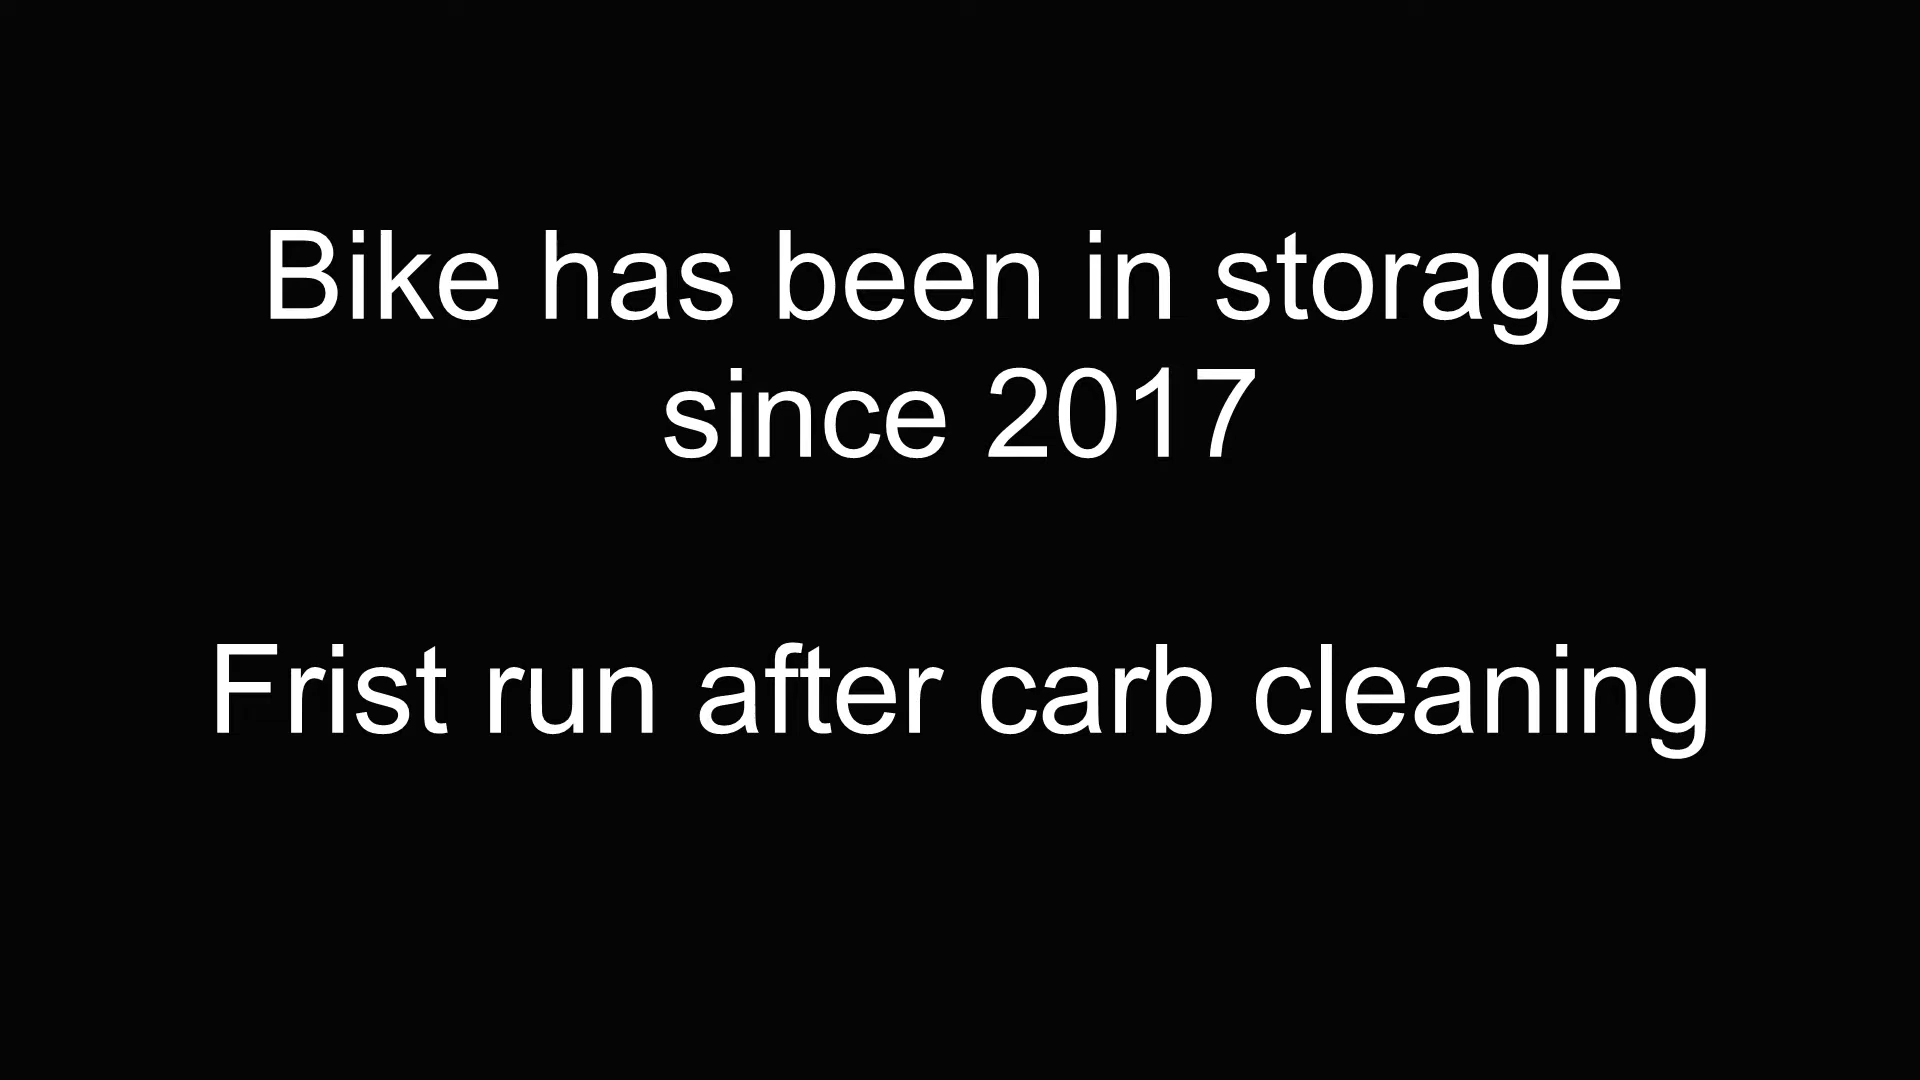 Bike has been in storage
since 2017
Frist run after carb cleaning